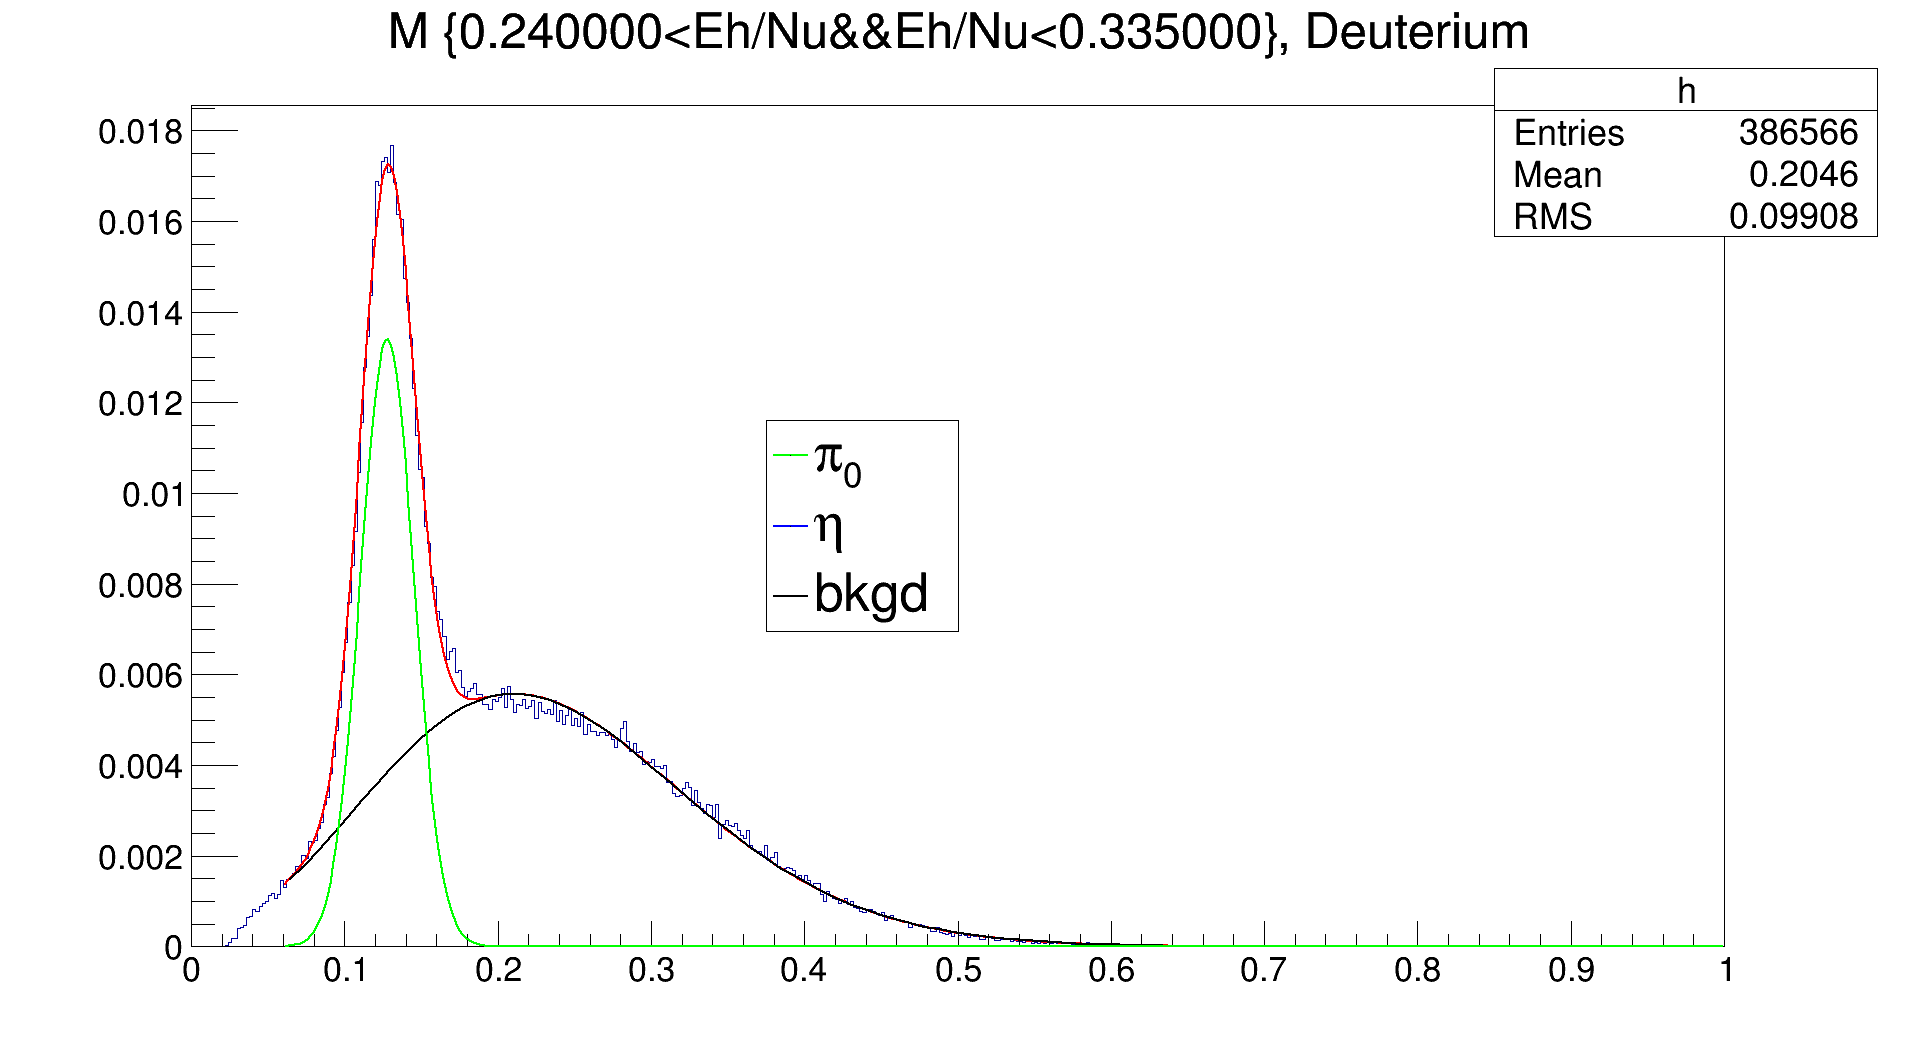 M {0.240000<Eh/Nu&&Eh/Nu<0.335000}, Deuterium
h
Entries 386566
Mean 0.2046
RMS 0.09908
0.018
0.016
0.014
0.012
0.01
0.008
0.006
0.004
0.002
0
π0
η
bkgd
0 0.1 0.2 0.3 0.4 0.5 0.6 0.7 0.8 0.9 1